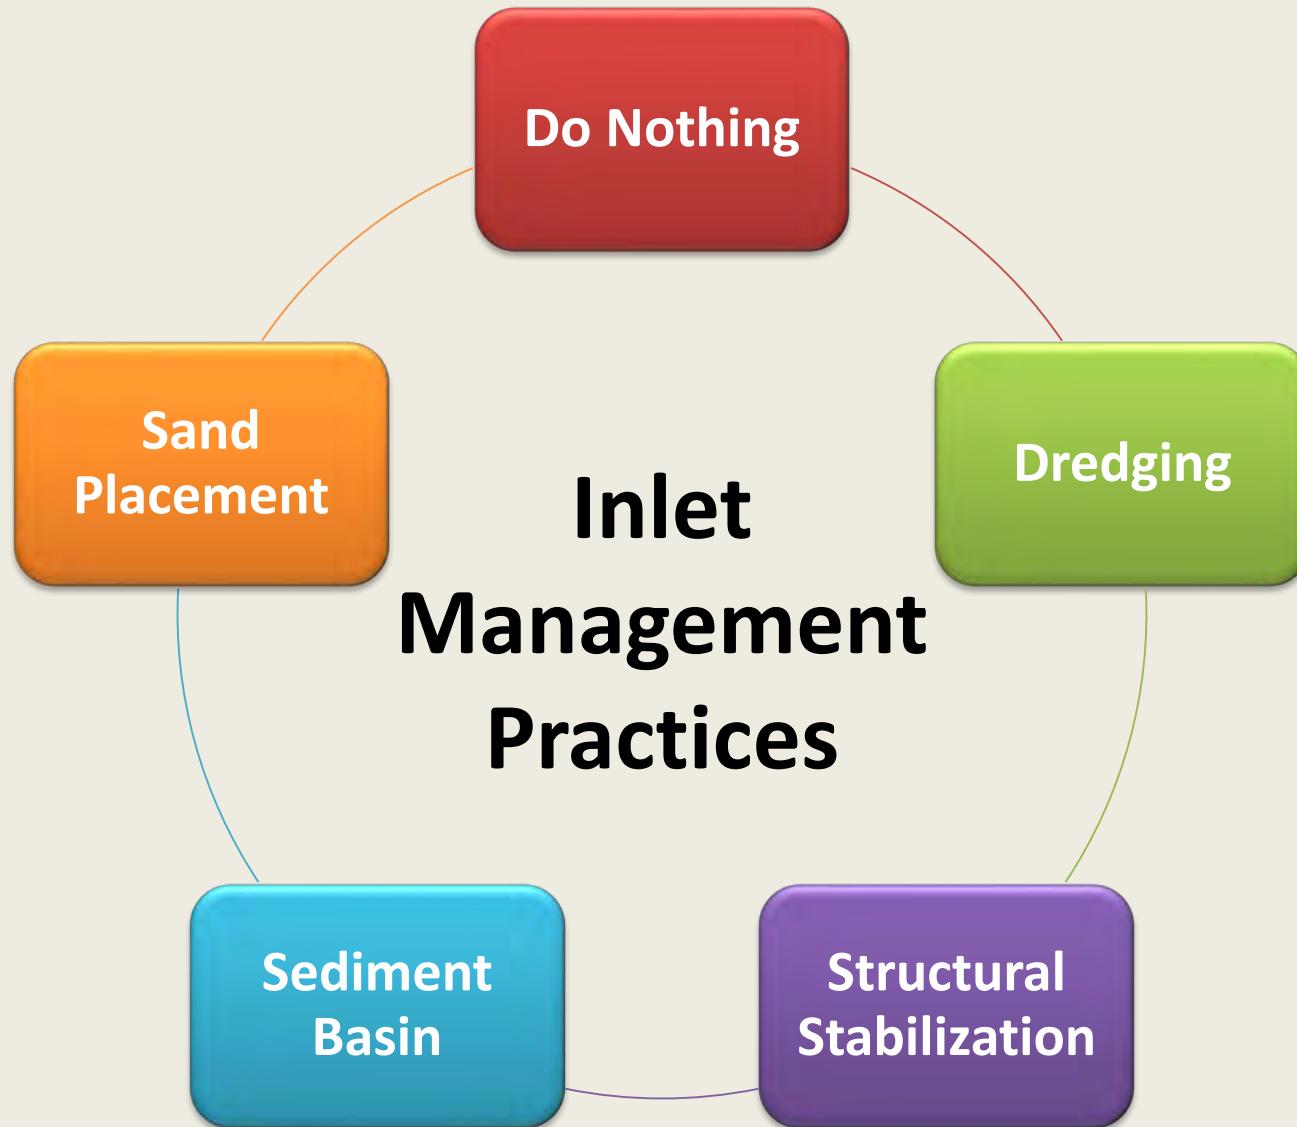 Do Nothing
Dredging
Structural
Stabilization
Sediment
Basin
Sand
Placement
Inlet
Management
Practices